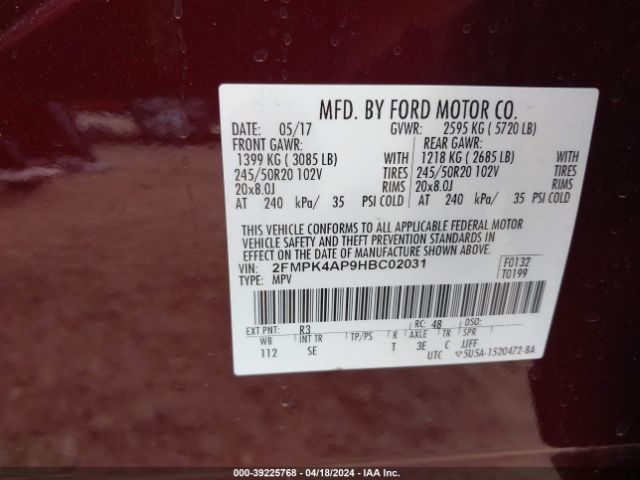 MFD. BY FORD MOTOR CO.
DATE: 05/17 GVWR: 2595 KG ( 5720 LB)
FRONT GAWR: REAR GAWR:
1399 KG ( 3085 LB) WITH 1218 KG ( 2685 LB) WITH
245/50R20 102V TIRES 245/50R20 102V TIRES
20x8.0J RIMS 20x8.0J RIMS
AT 240 kPa/ 35 PSI COLD AT 240 kPa/ 35 PSI COLD
THIS VEHICLE CONFORMS TO ALL APPLICABLE FEDERAL MOTOR
VEHICLE SAFETY AND THEFT PREVENTION STANDARDS IN
EFFECT ON THE DATE OF MANUFACTURE SHOWN ABOVE.
VIN: 2FMPK4AP9HBC02031 F0132
TYPE: MPV T0199
EXT PNT: R3 RC: 48 DSO:
WB INT TR TP/PS R AXLE TR SPR
112 SE T 3E C JJFF
UTC ▽5U5A-1520472-BA
IAA
© COPY# - 39225768 - 04/18/2024 - IAA Inc.